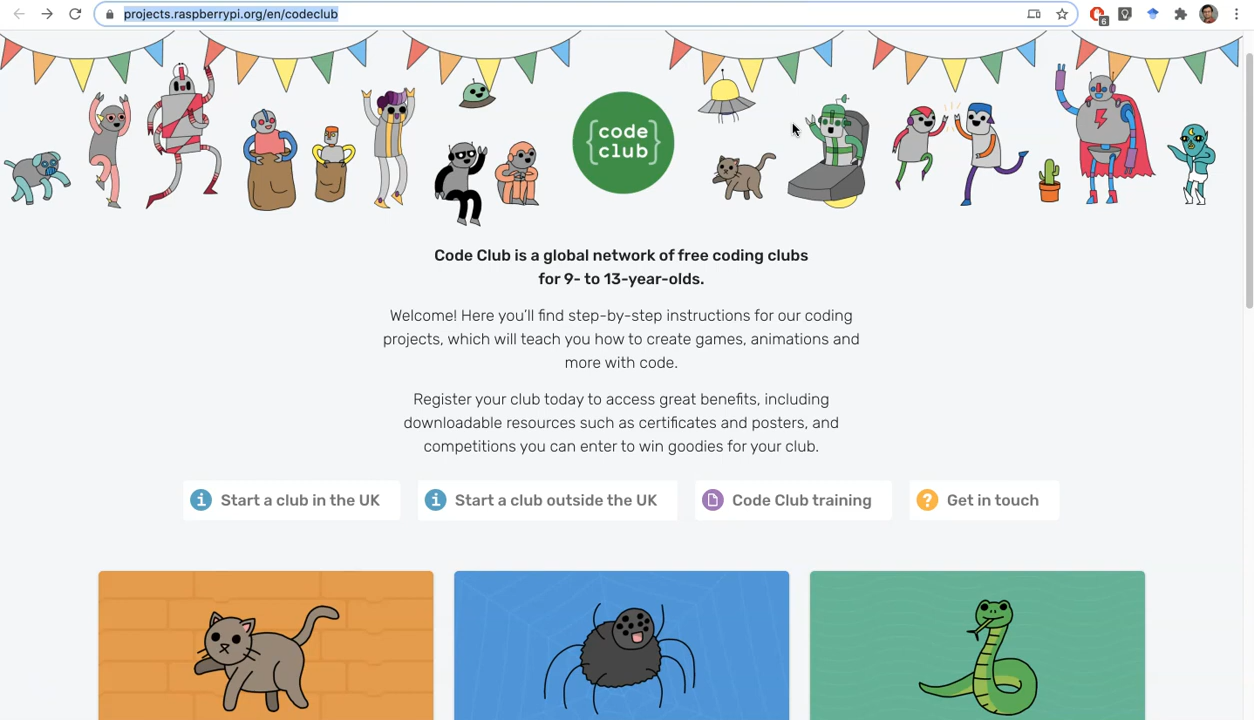 projects.raspberrypi.org/en/codeclub
6
{code
club}
Code Club is a global network of free coding clubs
for 9- to 13-year-olds.
Welcome! Here you’ll find step-by-step instructions for our coding
projects, which will teach you how to create games, animations and
more with code.
Register your club today to access great benefits, including
downloadable resources such as certificates and posters, and
competitions you can enter to win goodies for your club.
Start a club in the UK
Start a club outside the UK
Code Club training
Get in touch